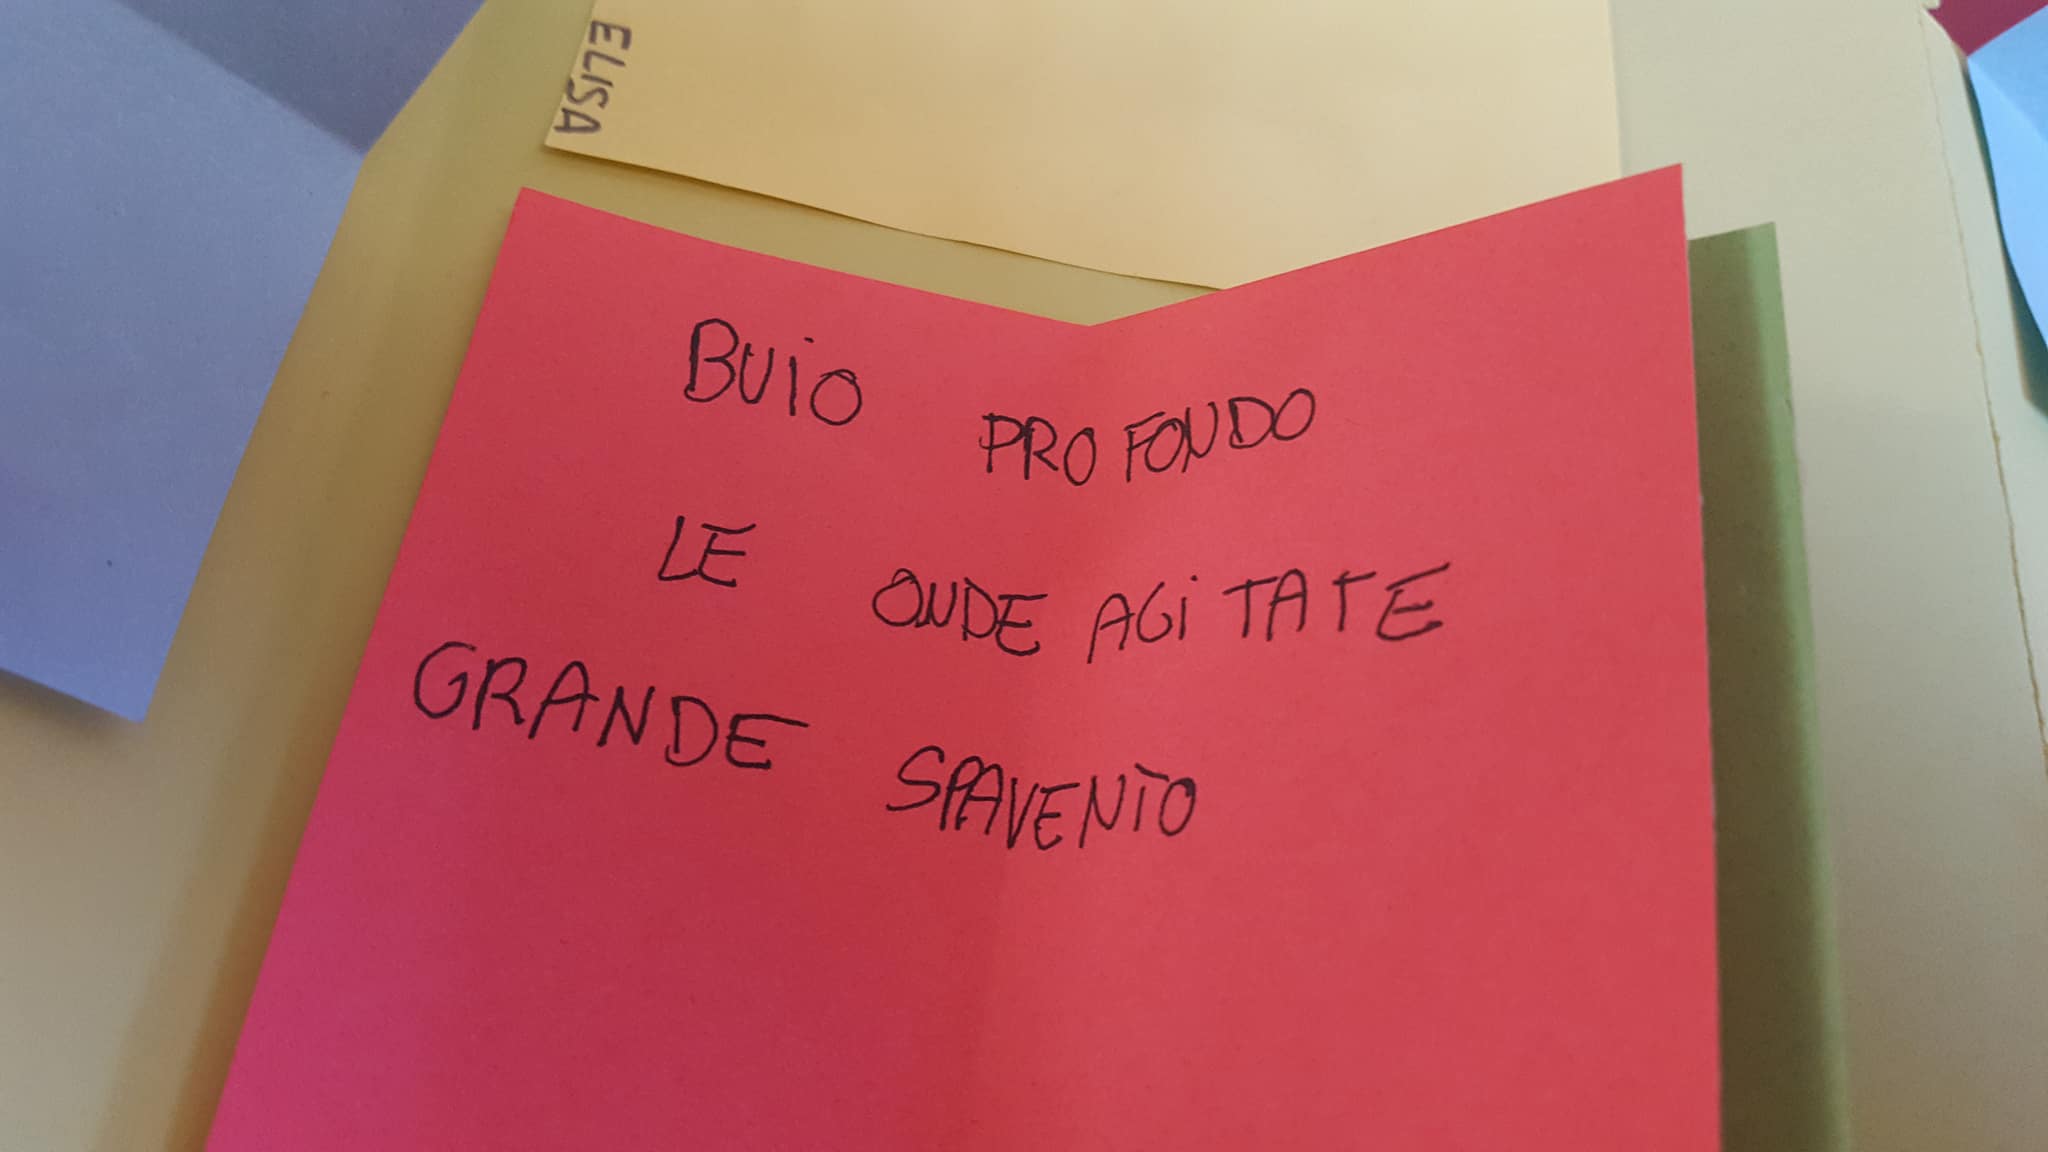 ELISA
BUIO PROFONDO
LE ONDE AGITATE
GRANDE SPAVENTO